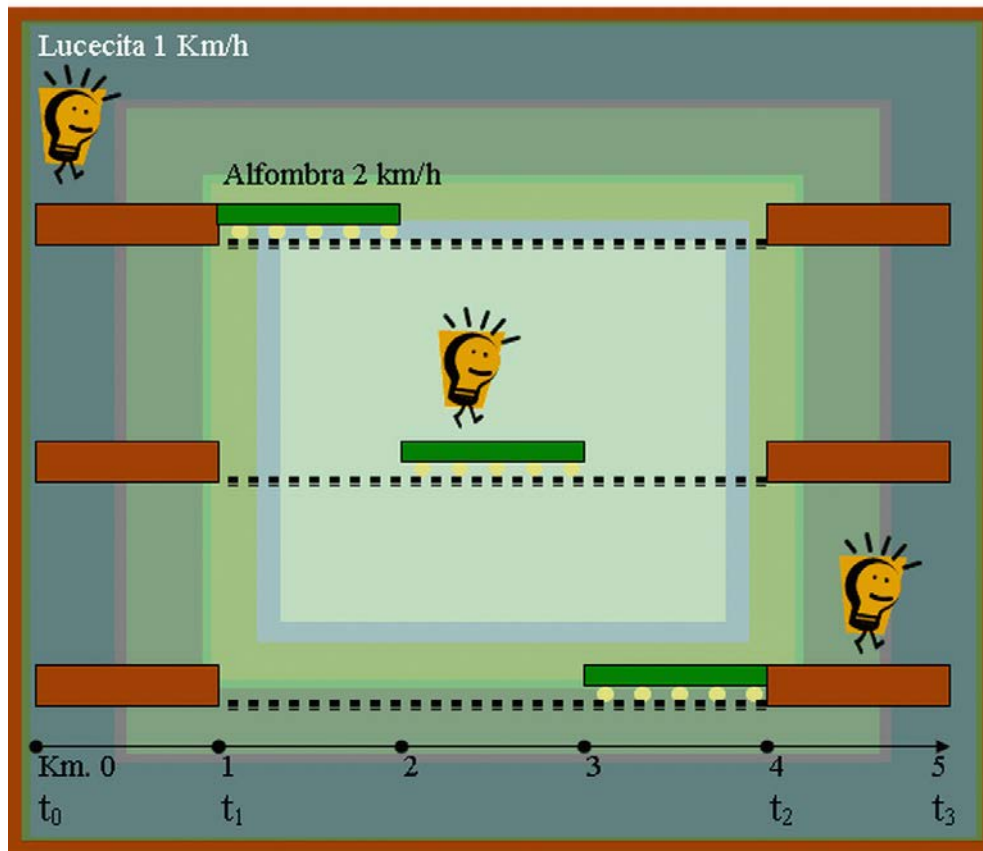 Lucecita 1 Km/h
Alfombra 2 km/h
Km. 0 1 2 3 4 5
t₀ t₁ t₂ t₃